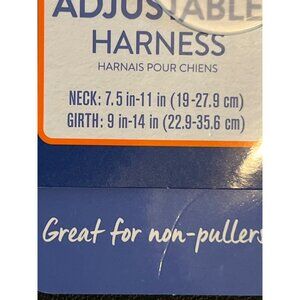 ADJUSTABLE
HARNESS
HARNAIS POUR CHIENS
NECK: 7.5 in-11 in (19-27.9 cm)
GIRTH: 9 in-14 in (22.9-35.6 cm)
Great for non-pullers